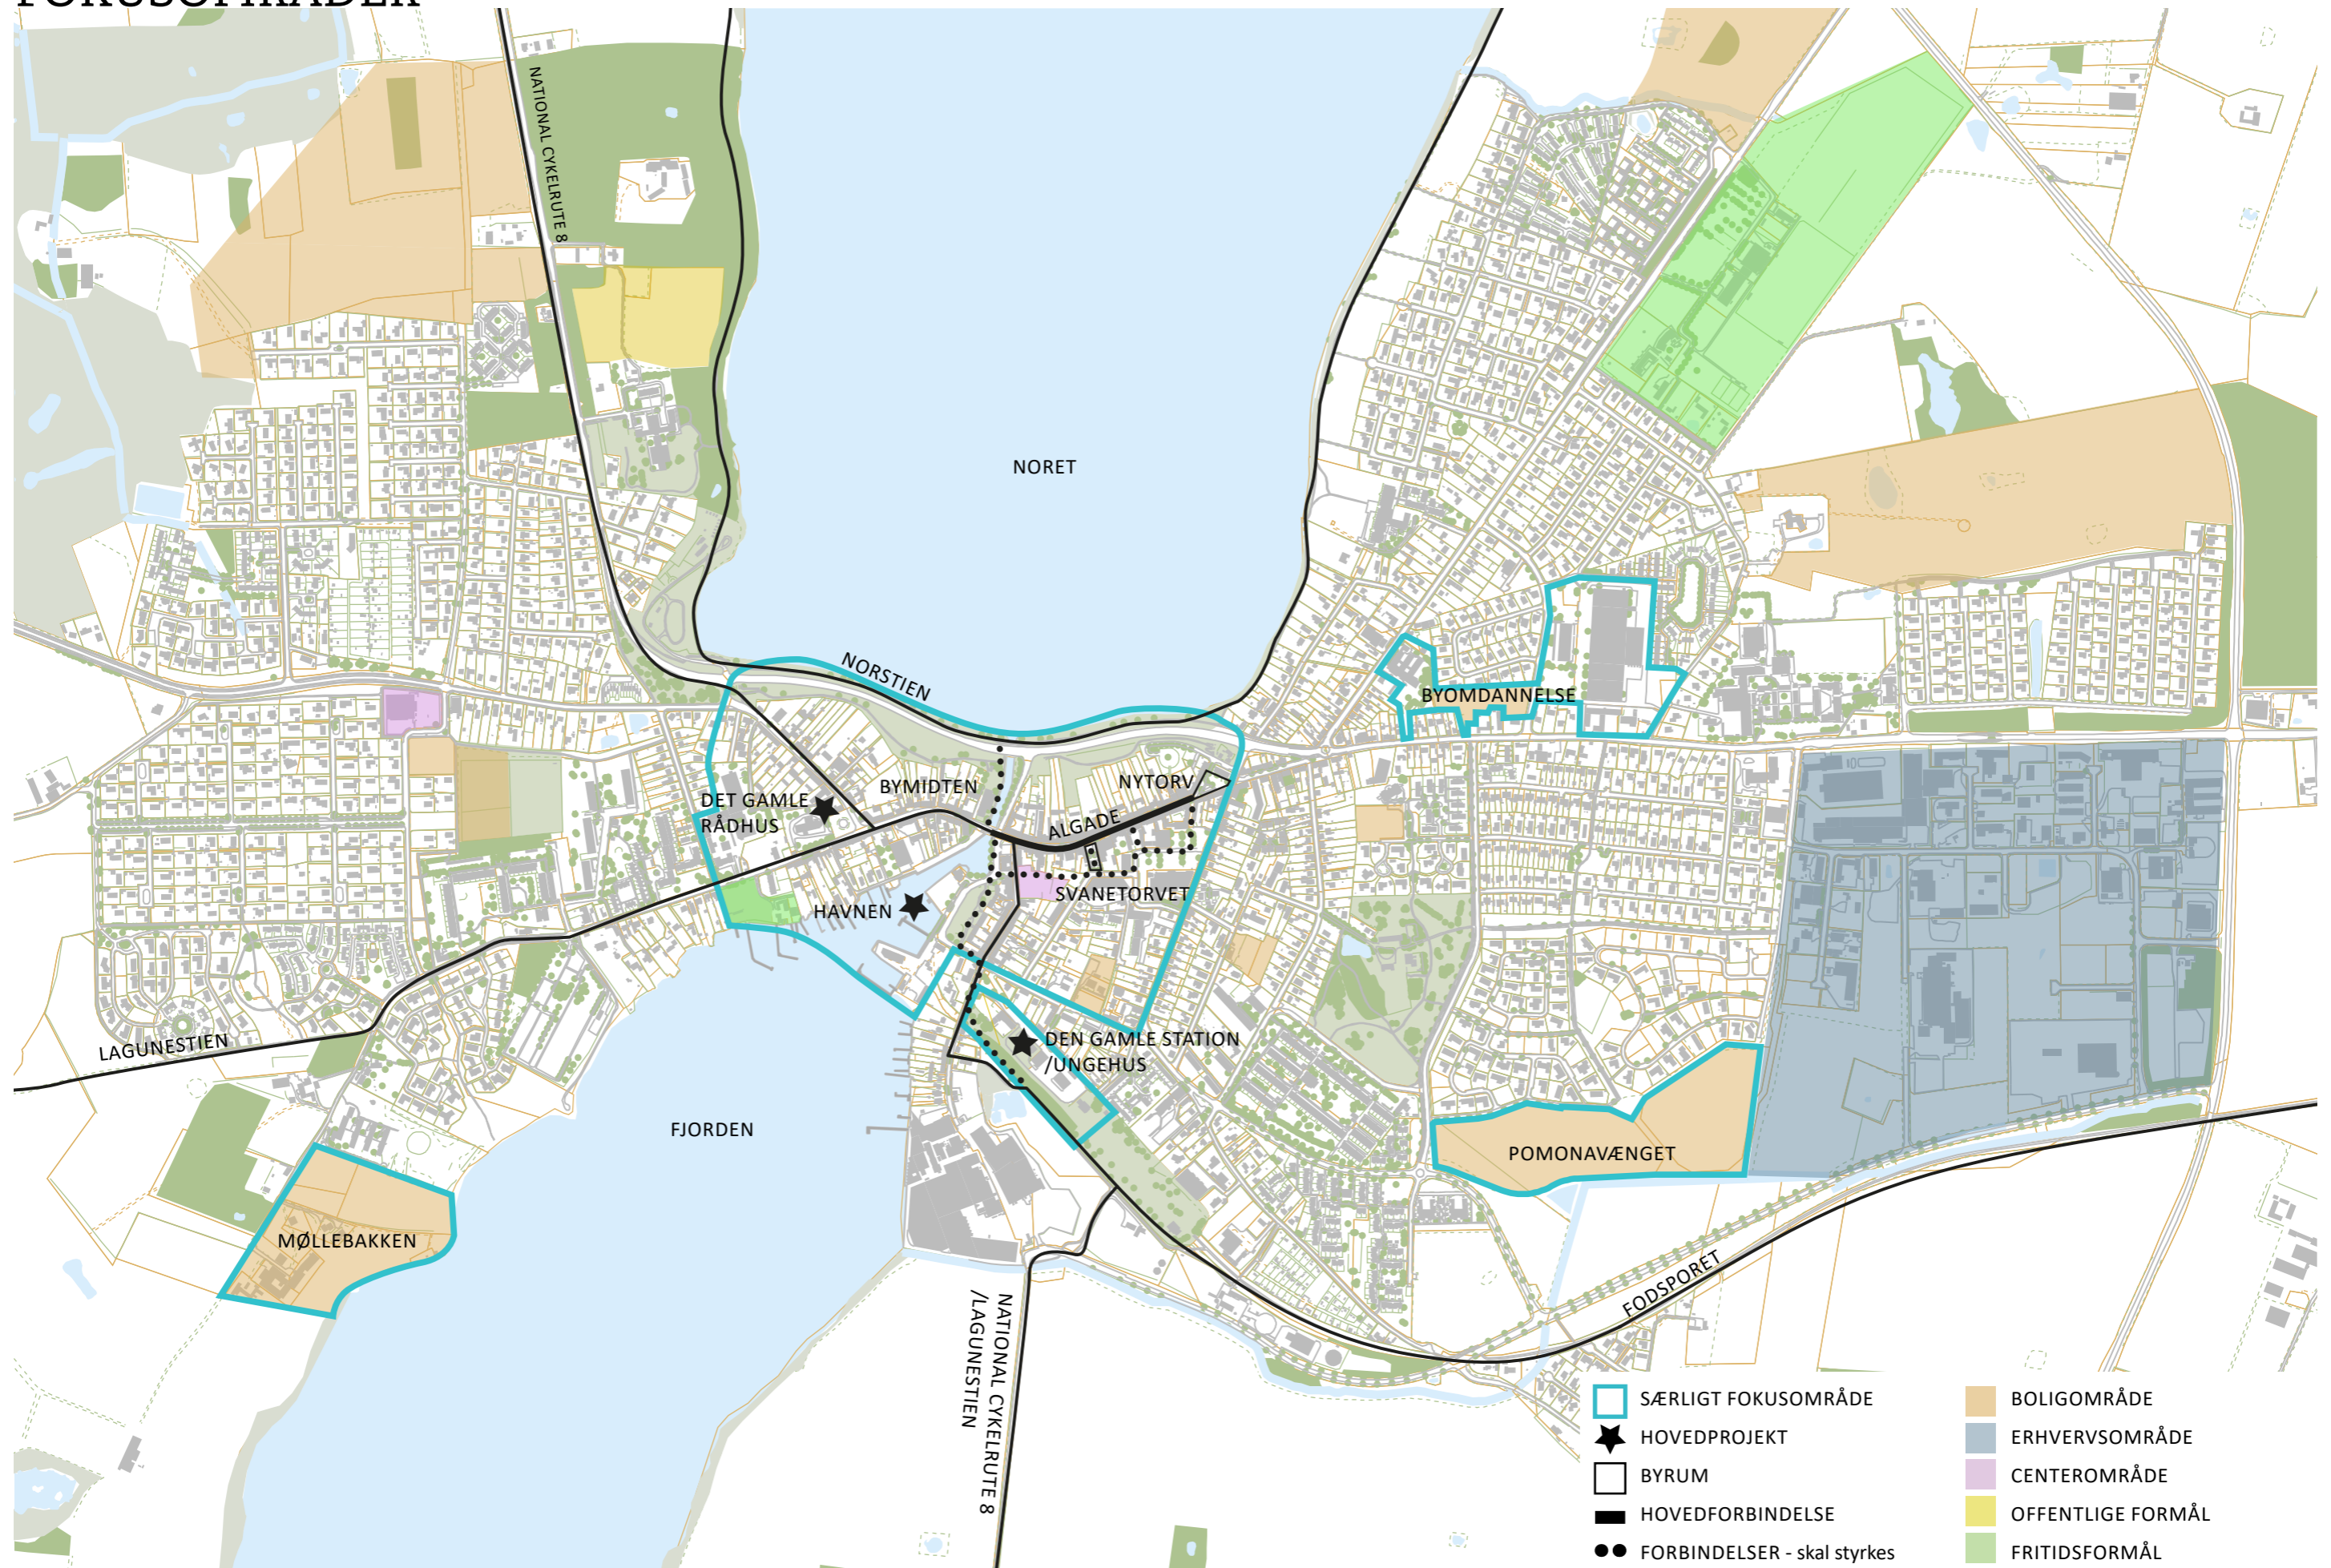 FOKUSOMRÅDER
NATIONAL CYKELRUTE 8
NORET
NORSTIEN
BYOMDANNELSE
BYMIDTEN
NYTORV
DET GAMLE
RÅDHUS
ALGADE
SVANETORVET
HAVNEN
LAGUNESTIEN
DEN GAMLE STATION
/UNGEHUS
FJORDEN
POMONAVÆNGET
MØLLEBAKKEN
FODSPORET
NATIONAL CYKELRUTE 8
/LAGUNESTIEN
SÆRLIGT FOKUSOMRÅDE
HOVEDPROJEKT
BYRUM
HOVEDFORBINDELSE
FORBINDELSER - skal styrkes
BOLIGOMRÅDE
ERHVERVSOMRÅDE
CENTEROMRÅDE
OFFENTLIGE FORMÅL
FRITIDSFORMÅL